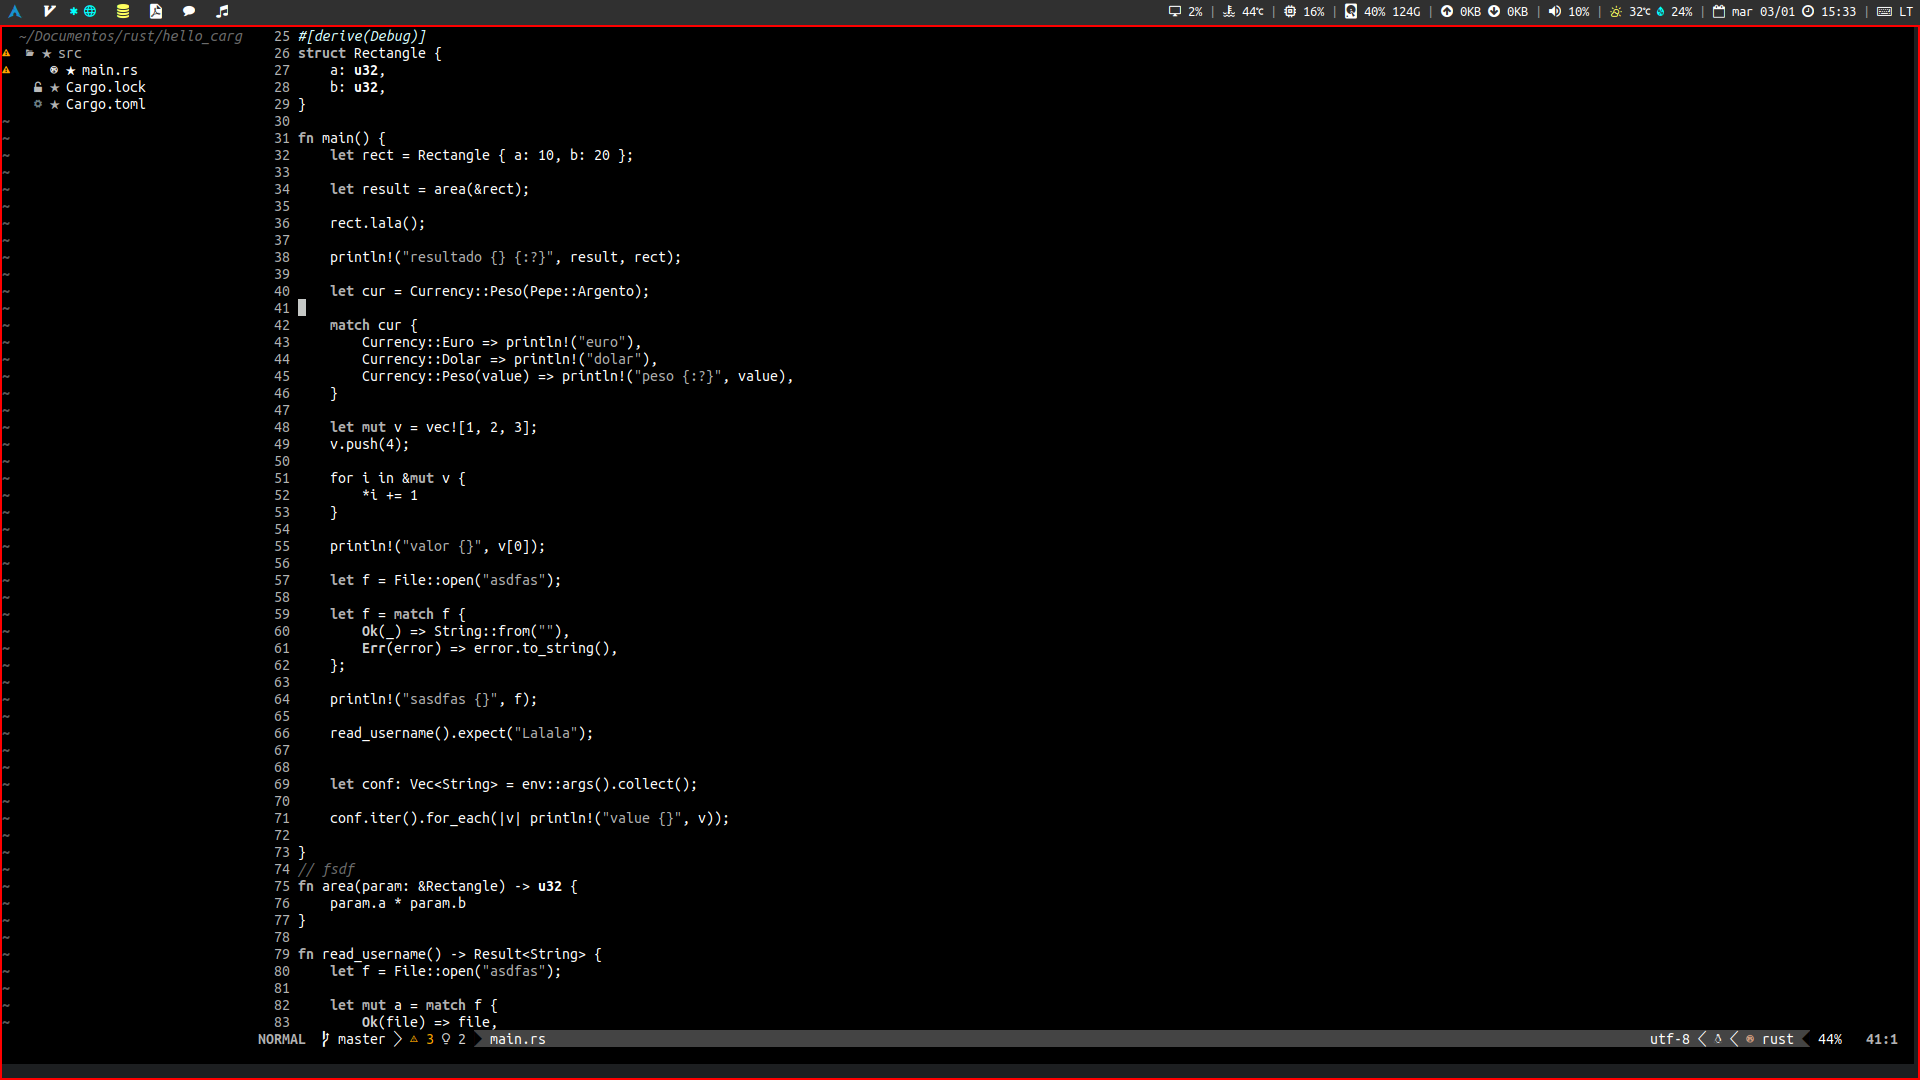 2% | 44℃ | 16% | 40% 124G | 0KB 0KB | 10% | 32℃ 24% | mar 03/01 15:33 | LT
~/Documentos/rust/hello_carg
★ src
★ main.rs
★ Cargo.lock
★ Cargo.toml
25 #[derive(Debug)]
26 struct Rectangle {
27     a: u32,
28     b: u32,
29 }
30
31 fn main() {
32     let rect = Rectangle { a: 10, b: 20 };
33
34     let result = area(&rect);
35
36     rect.lala();
37
38     println!("resultado {} {:?}", result, rect);
39
40     let cur = Currency::Peso(Pepe::Argento);
41
42     match cur {
43         Currency::Euro => println!("euro"),
44         Currency::Dolar => println!("dolar"),
45         Currency::Peso(value) => println!("peso {:?}", value),
46     }
47
48     let mut v = vec![1, 2, 3];
49     v.push(4);
50
51     for i in &mut v {
52         *i += 1
53     }
54
55     println!("valor {}", v[0]);
56
57     let f = File::open("asdfas");
58
59     let f = match f {
60         Ok(_) => String::from(""),
61         Err(error) => error.to_string(),
62     };
63
64     println!("sasdfas {}", f);
65
66     read_username().expect("Lalala");
67
68
69     let conf: Vec<String> = env::args().collect();
70
71     conf.iter().for_each(|v| println!("value {}", v));
72
73 }
74 // fsdf
75 fn area(param: &Rectangle) -> u32 {
76     param.a * param.b
77 }
78
79 fn read_username() -> Result<String> {
80     let f = File::open("asdfas");
81
82     let mut a = match f {
83         Ok(file) => file,
NORMAL master 3 2 main.rs utf-8 rust 44% 41:1